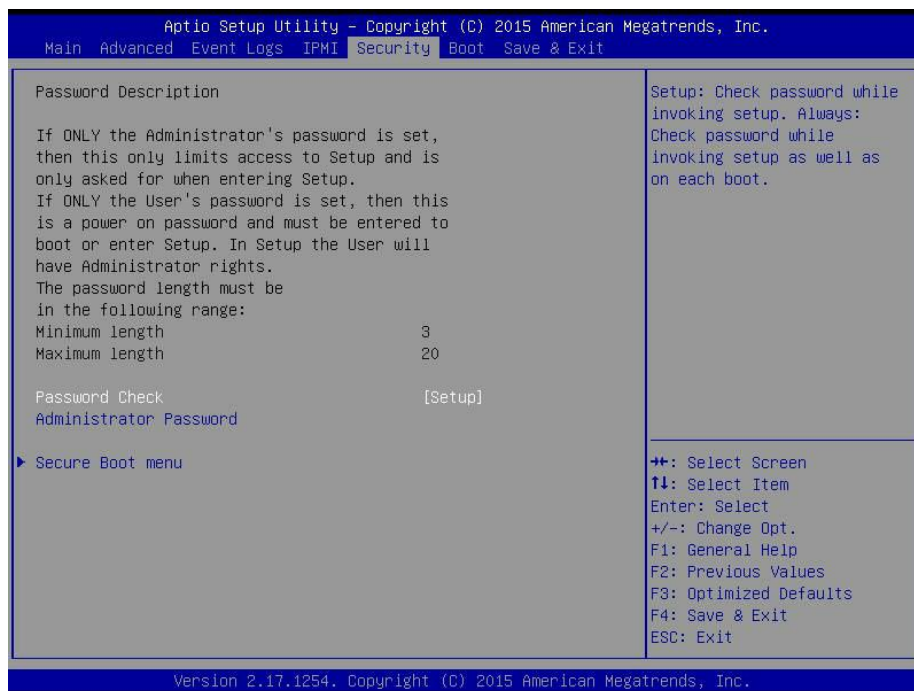 Aptio Setup Utility – Copyright (C) 2015 American Megatrends, Inc.
Main Advanced Event Logs IPMI Security Boot Save & Exit
Password Description
If ONLY the Administrator's password is set,
then this only limits access to Setup and is
only asked for when entering Setup.
If ONLY the User's password is set, then this
is a power on password and must be entered to
boot or enter Setup. In Setup the User will
have Administrator rights.
The password length must be
in the following range:
Minimum length 3
Maximum length 20
Password Check [Setup]
Administrator Password
Secure Boot menu
Setup: Check password while
invoking setup. Always:
Check password while
invoking setup as well as
on each boot.
→←: Select Screen
↑↓: Select Item
Enter: Select
+/-: Change Opt.
F1: General Help
F2: Previous Values
F3: Optimized Defaults
F4: Save & Exit
ESC: Exit
Version 2.17.1254. Copyright (C) 2015 American Megatrends, Inc.